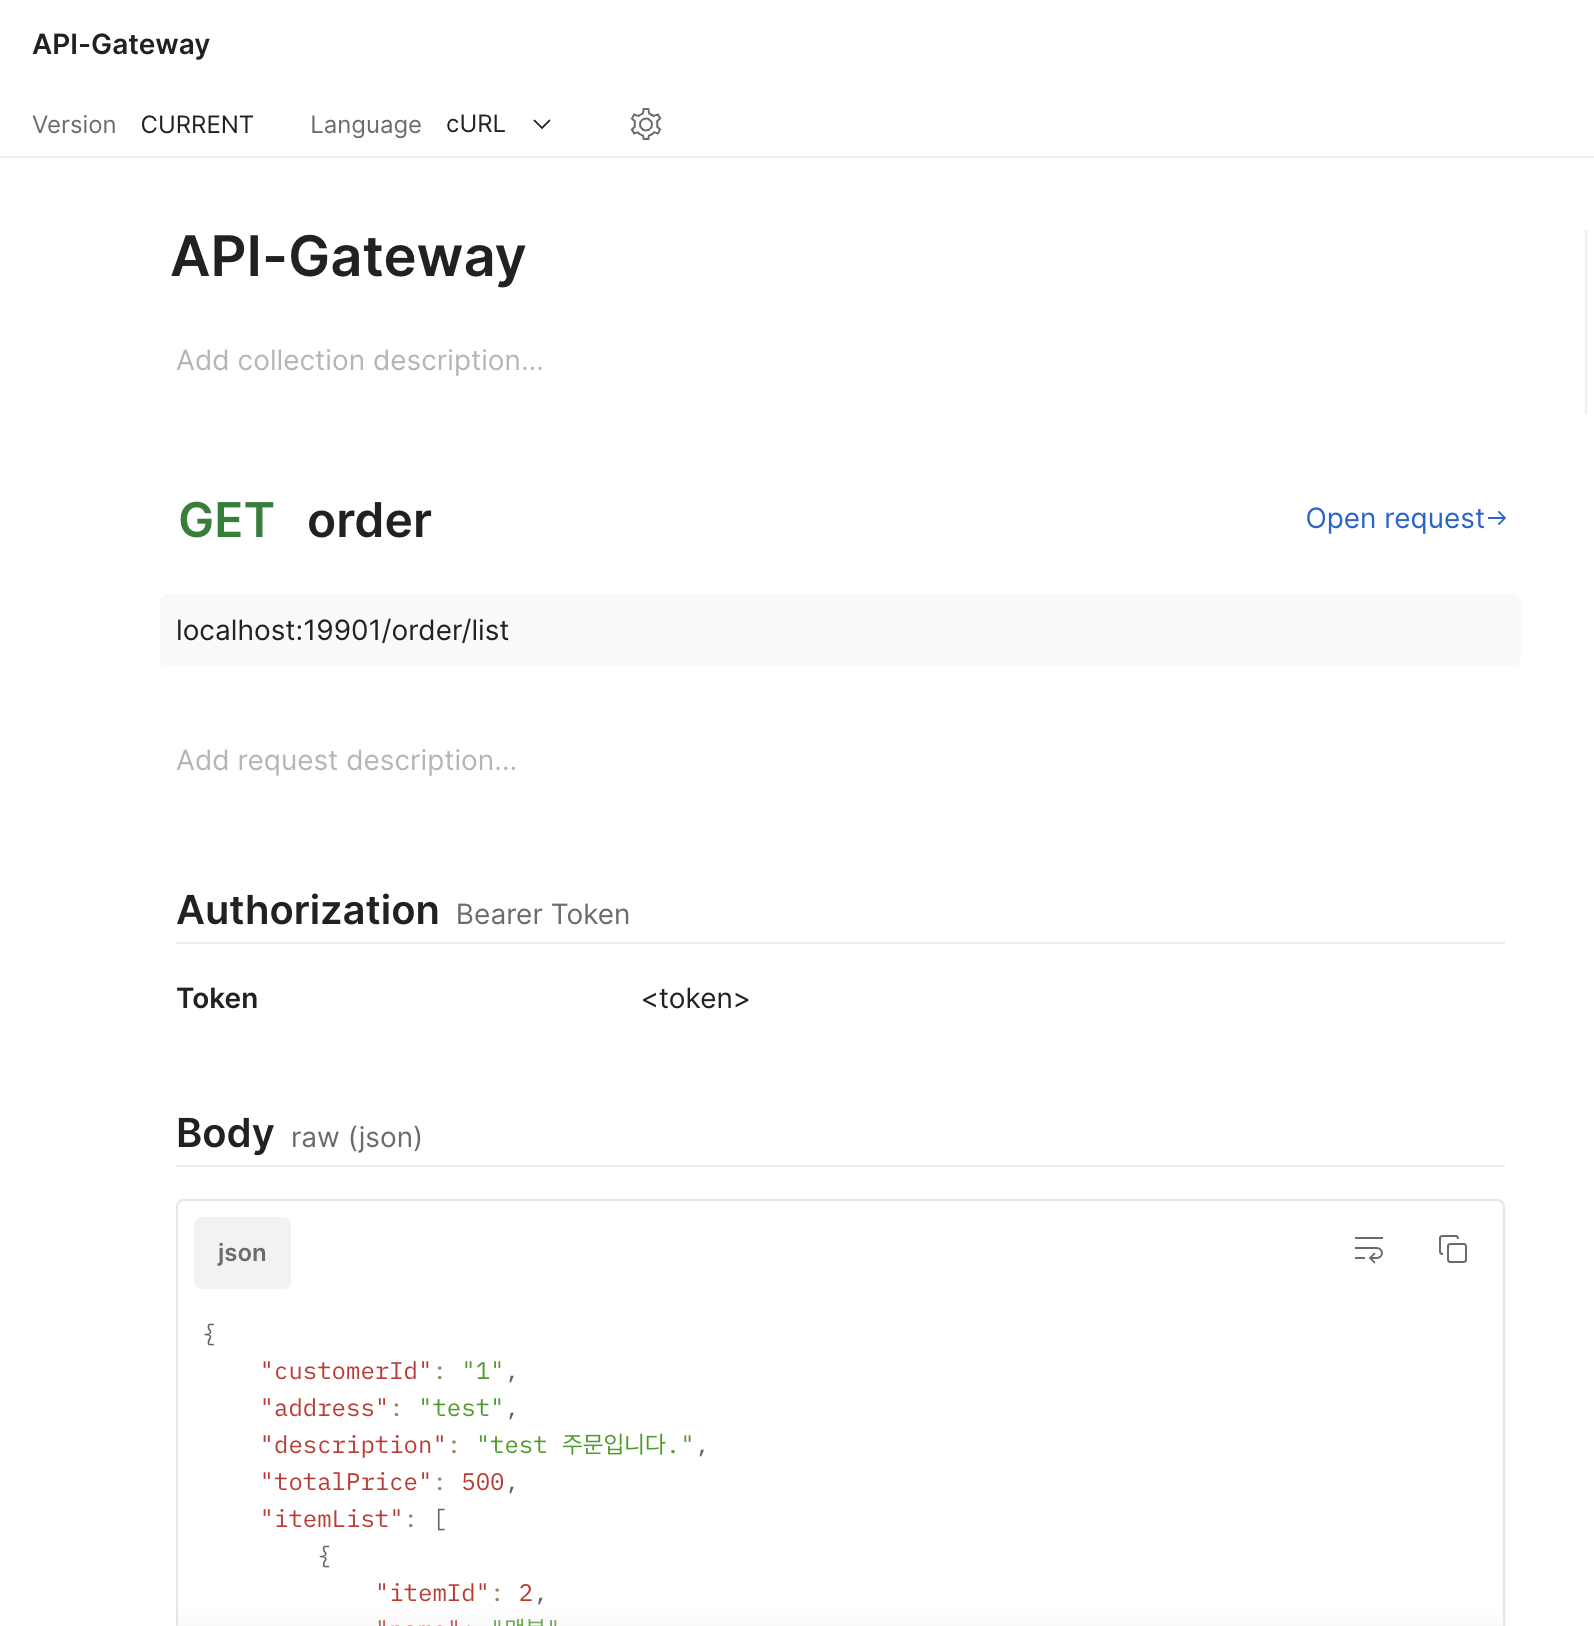 API-Gateway
Version CURRENT Language cURL
API-Gateway
Add collection description...
GET order Open request→
localhost:19901/order/list
Add request description...
Authorization Bearer Token
Token <token>
Body raw (json)
json
{
"customerId": "1",
"address": "test",
"description": "test 주문입니다.",
"totalPrice": 500,
"itemList": [
{
"itemId": 2,